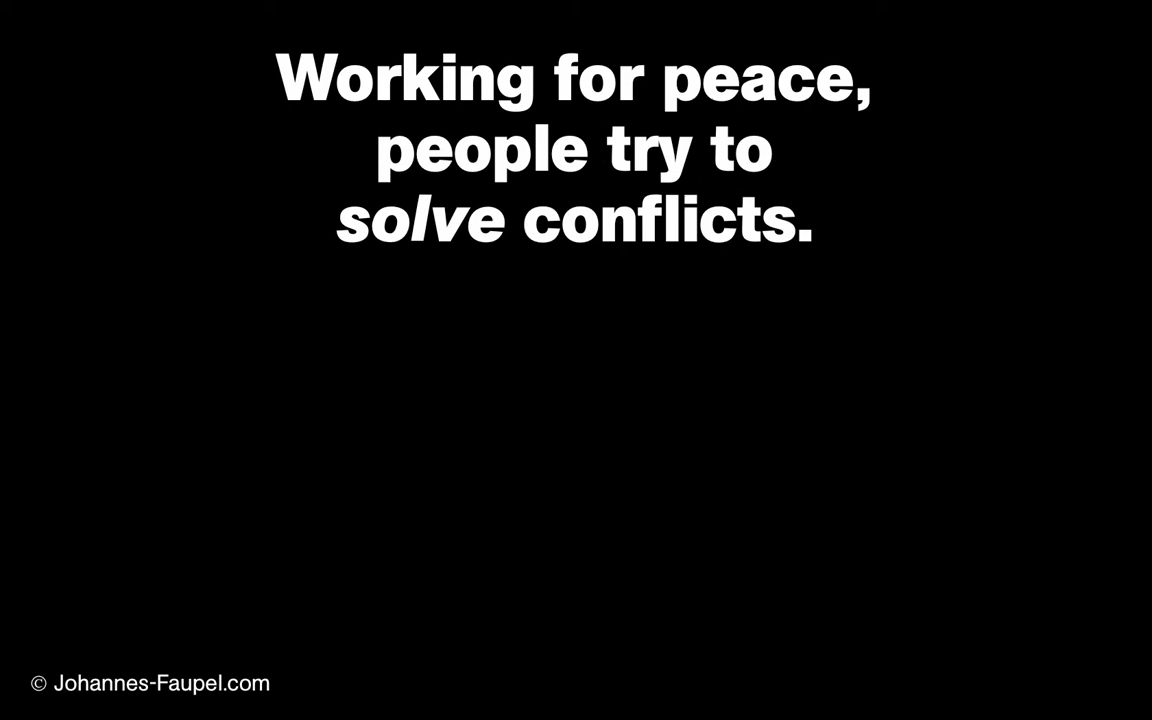 Working for peace,
people try to
solve conflicts.
© Johannes-Faupel.com